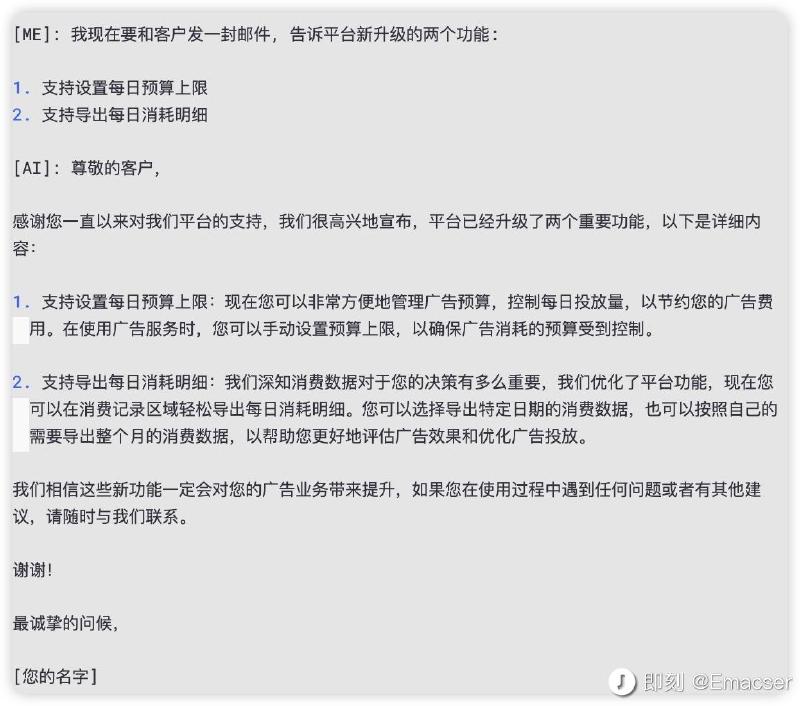 [ME]: 我现在要和客户发一封邮件, 告诉平台新升级的两个功能:
1. 支持设置每日预算上限
2. 支持导出每日消耗明细
[AI]: 尊敬的客户,
感谢您一直以来对我们平台的支持, 我们很高兴地宣布, 平台已经升级了两个重要功能, 以下是详细内
容:
1. 支持设置每日预算上限: 现在您可以非常方便地管理广告预算, 控制每日投放量, 以节约您的广告费
用。在使用广告服务时, 您可以手动设置预算上限, 以确保广告消耗的预算受到控制。
2. 支持导出每日消耗明细: 我们深知消费数据对于您的决策有多么重要, 我们优化了平台功能, 现在您
可以在消费记录区域轻松导出每日消耗明细。您可以选择导出特定日期的消费数据, 也可以按照自己的
需要导出整个月的消费数据, 以帮助您更好地评估广告效果和优化广告投放。
我们相信这些新功能一定会对您的广告业务带来提升, 如果您在使用过程中遇到任何问题或者有其他建
议, 请随时与我们联系。
谢谢!
最诚挚的问候,
[您的名字]
即刻 @Emacser